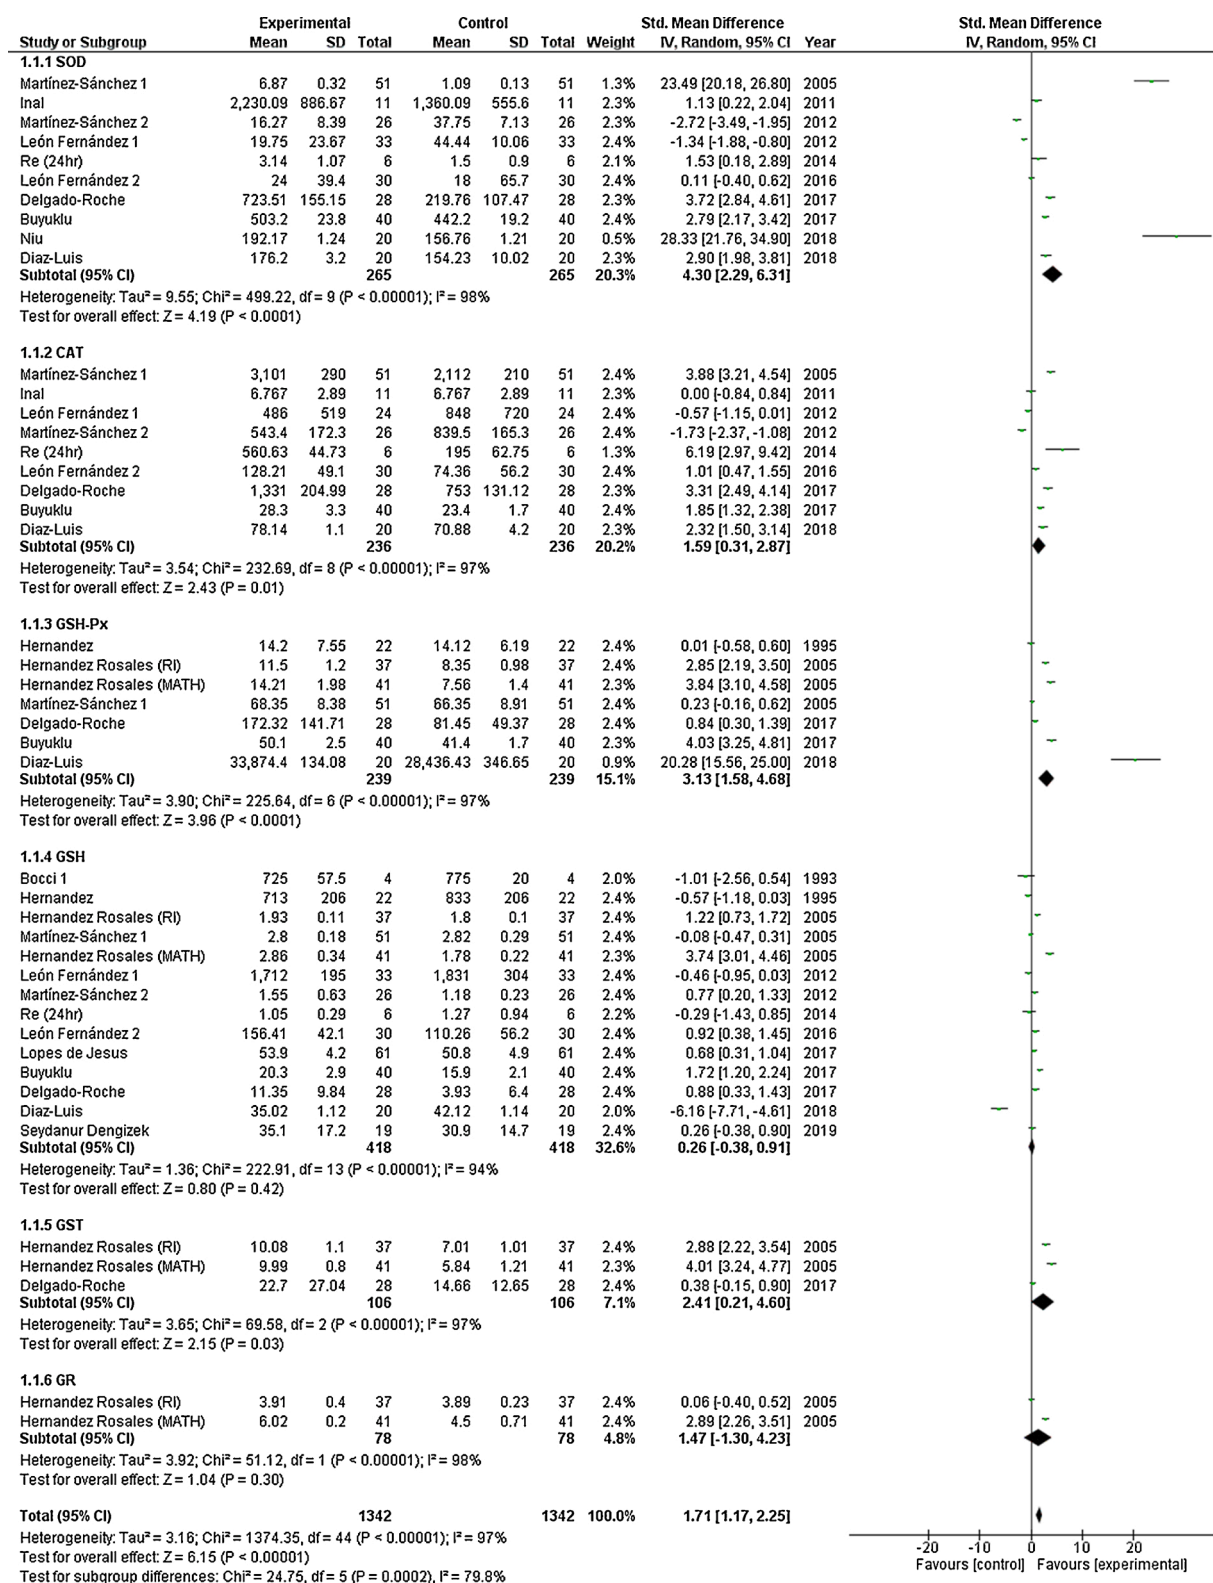 Experimental Control Std. Mean Difference Std. Mean Difference
Study or Subgroup Mean SD Total Mean SD Total Weight IV, Random, 95% CI Year IV, Random, 95% CI
1.1.1 SOD
Martínez-Sánchez 1 6.87 0.32 51 1.09 0.13 51 1.3% 23.49 [20.18, 26.80] 2005
Inal 2,230.09 886.67 11 1,360.09 555.6 11 2.3% 1.13 [0.22, 2.04] 2011
Martínez-Sánchez 2 16.27 8.39 26 37.75 7.13 26 2.3% -2.72 [-3.49, -1.95] 2012
León Fernández 1 19.75 23.67 33 44.44 10.06 33 2.4% -1.34 [-1.88, -0.80] 2012
Re (24hr) 3.14 1.07 6 1.5 0.9 6 2.1% 1.53 [0.18, 2.89] 2014
León Fernández 2 24 39.4 30 18 65.7 30 2.4% 0.11 [-0.40, 0.62] 2016
Delgado-Roche 723.51 155.15 28 219.76 107.47 28 2.3% 3.72 [2.84, 4.61] 2017
Buyuklu 503.2 23.8 40 442.2 19.2 40 2.4% 2.79 [2.17, 3.42] 2017
Niu 192.17 1.24 20 156.76 1.21 20 0.5% 28.33 [21.76, 34.90] 2018
Diaz-Luis 176.2 3.2 20 154.23 10.02 20 2.3% 2.90 [1.98, 3.81] 2018
Subtotal (95% CI) 265 265 20.3% 4.30 [2.29, 6.31]
Heterogeneity: Tau² = 9.55; Chi² = 499.22, df = 9 (P < 0.00001); I² = 98%
Test for overall effect: Z = 4.19 (P < 0.0001)
1.1.2 CAT
Martínez-Sánchez 1 3,101 290 51 2,112 210 51 2.4% 3.88 [3.21, 4.54] 2005
Inal 6.767 2.89 11 6.767 2.89 11 2.3% 0.00 [-0.84, 0.84] 2011
León Fernández 1 486 519 24 848 720 24 2.4% -0.57 [-1.15, 0.01] 2012
Martínez-Sánchez 2 543.4 172.3 26 839.5 165.3 26 2.4% -1.73 [-2.37, -1.08] 2012
Re (24hr) 560.63 44.73 6 195 62.75 6 1.3% 6.19 [2.97, 9.42] 2014
León Fernández 2 128.21 49.1 30 74.36 56.2 30 2.4% 1.01 [0.47, 1.55] 2016
Delgado-Roche 1,331 204.99 28 753 131.12 28 2.3% 3.31 [2.49, 4.14] 2017
Buyuklu 28.3 3.3 40 23.4 1.7 40 2.4% 1.85 [1.32, 2.38] 2017
Diaz-Luis 78.14 1.1 20 70.88 4.2 20 2.3% 2.32 [1.50, 3.14] 2018
Subtotal (95% CI) 236 236 20.2% 1.59 [0.31, 2.87]
Heterogeneity: Tau² = 3.54; Chi² = 232.69, df = 8 (P < 0.00001); I² = 97%
Test for overall effect: Z = 2.43 (P = 0.01)
1.1.3 GSH-Px
Hernandez 14.2 7.55 22 14.12 6.19 22 2.4% 0.01 [-0.58, 0.60] 1995
Hernandez Rosales (RI) 11.5 1.2 37 8.35 0.98 37 2.4% 2.85 [2.19, 3.50] 2005
Hernandez Rosales (MATH) 14.21 1.98 41 7.56 1.4 41 2.3% 3.84 [3.10, 4.58] 2005
Martínez-Sánchez 1 68.35 8.38 51 66.35 8.91 51 2.4% 0.23 [-0.16, 0.62] 2005
Delgado-Roche 172.32 141.71 28 81.45 49.37 28 2.4% 0.84 [0.30, 1.39] 2017
Buyuklu 50.1 2.5 40 41.4 1.7 40 2.3% 4.03 [3.25, 4.81] 2017
Diaz-Luis 33,874.4 134.08 20 28,436.43 346.65 20 0.9% 20.28 [15.56, 25.00] 2018
Subtotal (95% CI) 239 239 15.1% 3.13 [1.58, 4.68]
Heterogeneity: Tau² = 3.90; Chi² = 225.64, df = 6 (P < 0.00001); I² = 97%
Test for overall effect: Z = 3.96 (P < 0.0001)
1.1.4 GSH
Bocci 1 725 57.5 4 775 20 4 2.0% -1.01 [-2.56, 0.54] 1993
Hernandez 713 206 22 833 206 22 2.4% -0.57 [-1.18, 0.03] 1995
Hernandez Rosales (RI) 1.93 0.11 37 1.8 0.1 37 2.4% 1.22 [0.73, 1.72] 2005
Martínez-Sánchez 1 2.8 0.18 51 2.82 0.29 51 2.4% -0.08 [-0.47, 0.31] 2005
Hernandez Rosales (MATH) 2.86 0.34 41 1.78 0.22 41 2.3% 3.74 [3.01, 4.46] 2005
León Fernández 1 1,712 195 33 1,831 304 33 2.4% -0.46 [-0.95, 0.03] 2012
Martínez-Sánchez 2 1.55 0.63 26 1.18 0.23 26 2.4% 0.77 [0.20, 1.33] 2012
Re (24hr) 1.05 0.29 6 1.27 0.94 6 2.2% -0.29 [-1.43, 0.85] 2014
León Fernández 2 156.41 42.1 30 110.26 56.2 30 2.4% 0.92 [0.38, 1.45] 2016
Lopes de Jesus 53.9 4.2 61 50.8 4.9 61 2.4% 0.68 [0.31, 1.04] 2017
Buyuklu 20.3 2.9 40 15.9 2.1 40 2.4% 1.72 [1.20, 2.24] 2017
Delgado-Roche 11.35 9.84 28 3.93 6.4 28 2.4% 0.88 [0.33, 1.43] 2017
Diaz-Luis 35.02 1.12 20 42.12 1.14 20 2.0% -6.16 [-7.71, -4.61] 2018
Seydanur Dengizek 35.1 17.2 19 30.9 14.7 19 2.4% 0.26 [-0.38, 0.90] 2019
Subtotal (95% CI) 418 418 32.6% 0.26 [-0.38, 0.91]
Heterogeneity: Tau² = 1.36; Chi² = 222.91, df = 13 (P < 0.00001); I² = 94%
Test for overall effect: Z = 0.80 (P = 0.42)
1.1.5 GST
Hernandez Rosales (RI) 10.08 1.1 37 7.01 1.01 37 2.4% 2.88 [2.22, 3.54] 2005
Hernandez Rosales (MATH) 9.99 0.8 41 5.84 1.21 41 2.3% 4.01 [3.24, 4.77] 2005
Delgado-Roche 22.7 27.04 28 14.66 12.65 28 2.4% 0.38 [-0.15, 0.90] 2017
Subtotal (95% CI) 106 106 7.1% 2.41 [0.21, 4.60]
Heterogeneity: Tau² = 3.65; Chi² = 69.58, df = 2 (P < 0.00001); I² = 97%
Test for overall effect: Z = 2.15 (P = 0.03)
1.1.6 GR
Hernandez Rosales (RI) 3.91 0.4 37 3.89 0.23 37 2.4% 0.06 [-0.40, 0.52] 2005
Hernandez Rosales (MATH) 6.02 0.2 41 4.5 0.71 41 2.4% 2.89 [2.26, 3.51] 2005
Subtotal (95% CI) 78 78 4.8% 1.47 [-1.30, 4.23]
Heterogeneity: Tau² = 3.92; Chi² = 51.12, df = 1 (P < 0.00001); I² = 98%
Test for overall effect: Z = 1.04 (P = 0.30)
Total (95% CI) 1342 1342 100.0% 1.71 [1.17, 2.25]
Heterogeneity: Tau² = 3.16; Chi² = 1374.35, df = 44 (P < 0.00001); I² = 97%
Test for overall effect: Z = 6.15 (P < 0.00001)
Test for subgroup differences: Chi² = 24.75, df = 5 (P = 0.0002), I² = 79.8%
-20 -10 0 10 20
Favours [control] Favours [experimental]